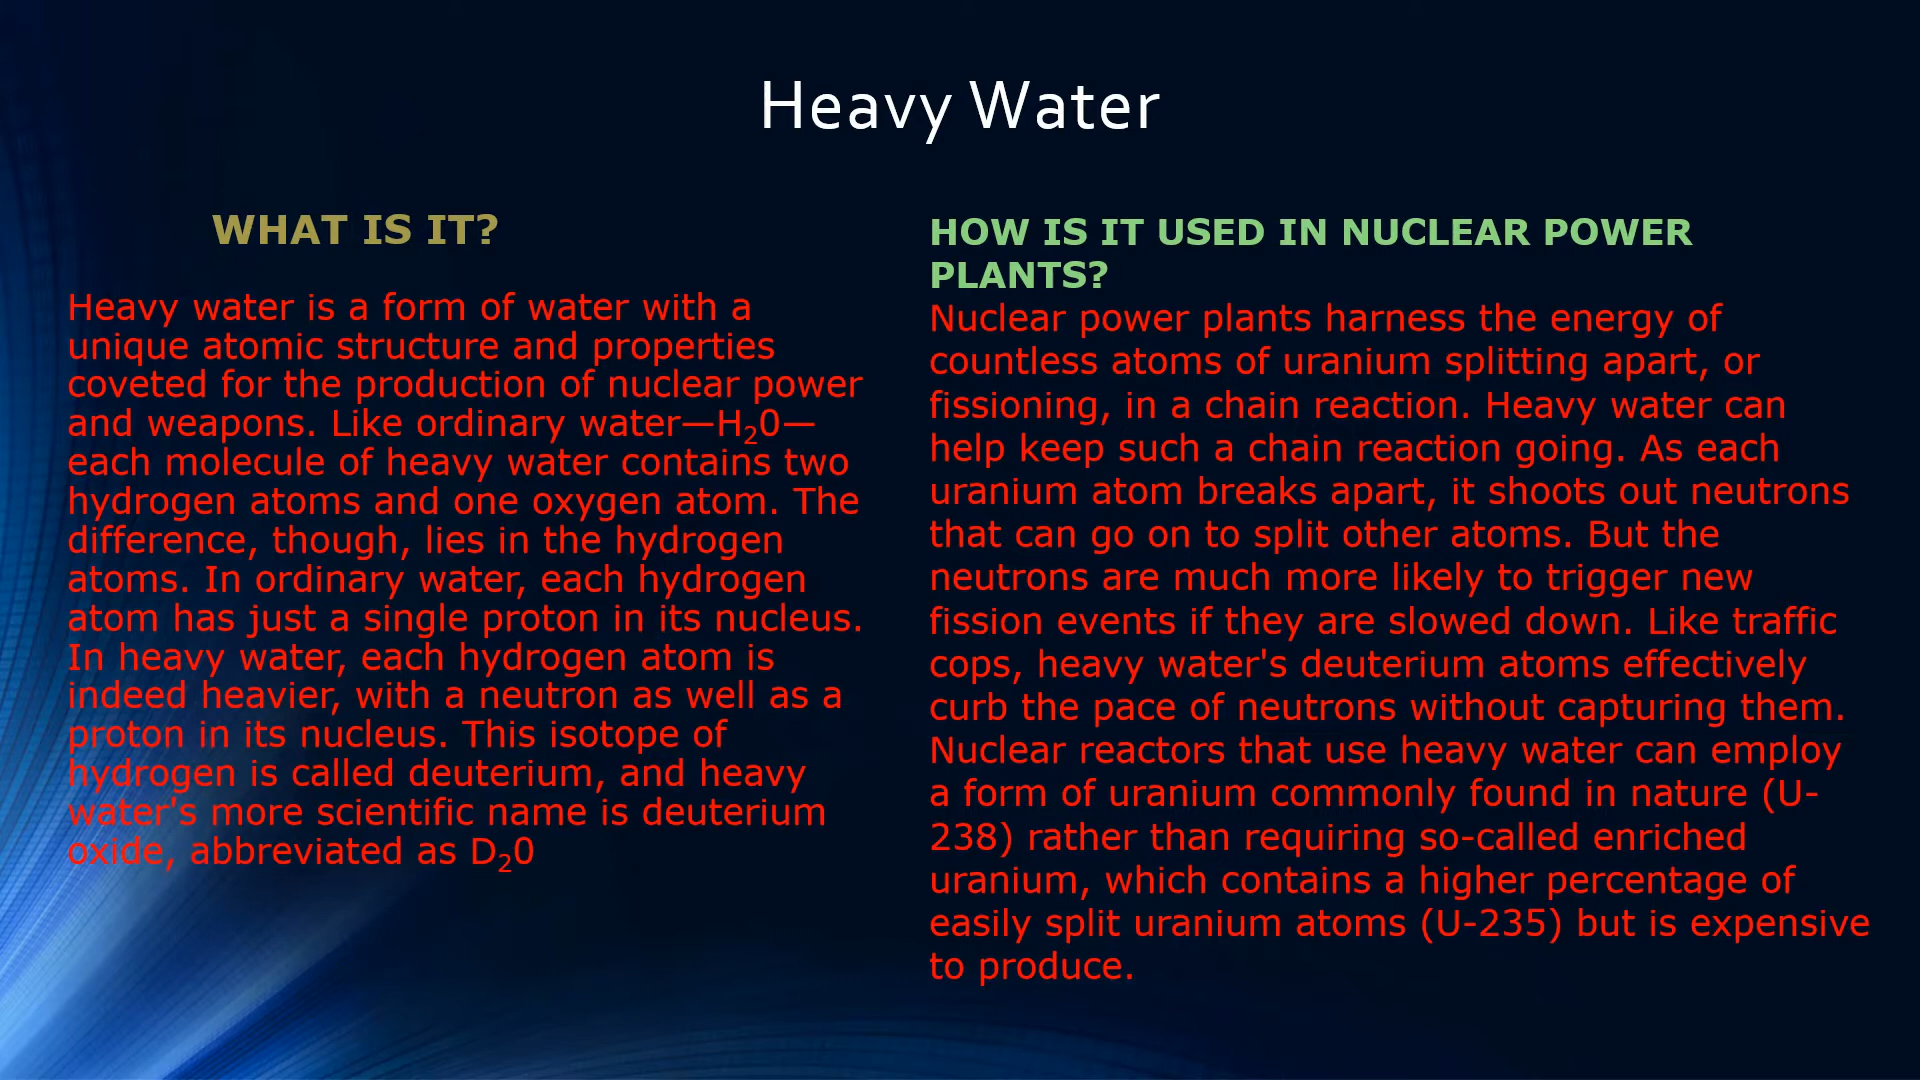 Heavy Water
WHAT IS IT?
Heavy water is a form of water with a
unique atomic structure and properties
coveted for the production of nuclear power
and weapons. Like ordinary water—H₂0—
each molecule of heavy water contains two
hydrogen atoms and one oxygen atom. The
difference, though, lies in the hydrogen
atoms. In ordinary water, each hydrogen
atom has just a single proton in its nucleus.
In heavy water, each hydrogen atom is
indeed heavier, with a neutron as well as a
proton in its nucleus. This isotope of
hydrogen is called deuterium, and heavy
water's more scientific name is deuterium
oxide, abbreviated as D₂0
HOW IS IT USED IN NUCLEAR POWER
PLANTS?
Nuclear power plants harness the energy of
countless atoms of uranium splitting apart, or
fissioning, in a chain reaction. Heavy water can
help keep such a chain reaction going. As each
uranium atom breaks apart, it shoots out neutrons
that can go on to split other atoms. But the
neutrons are much more likely to trigger new
fission events if they are slowed down. Like traffic
cops, heavy water's deuterium atoms effectively
curb the pace of neutrons without capturing them.
Nuclear reactors that use heavy water can employ
a form of uranium commonly found in nature (U-
238) rather than requiring so-called enriched
uranium, which contains a higher percentage of
easily split uranium atoms (U-235) but is expensive
to produce.